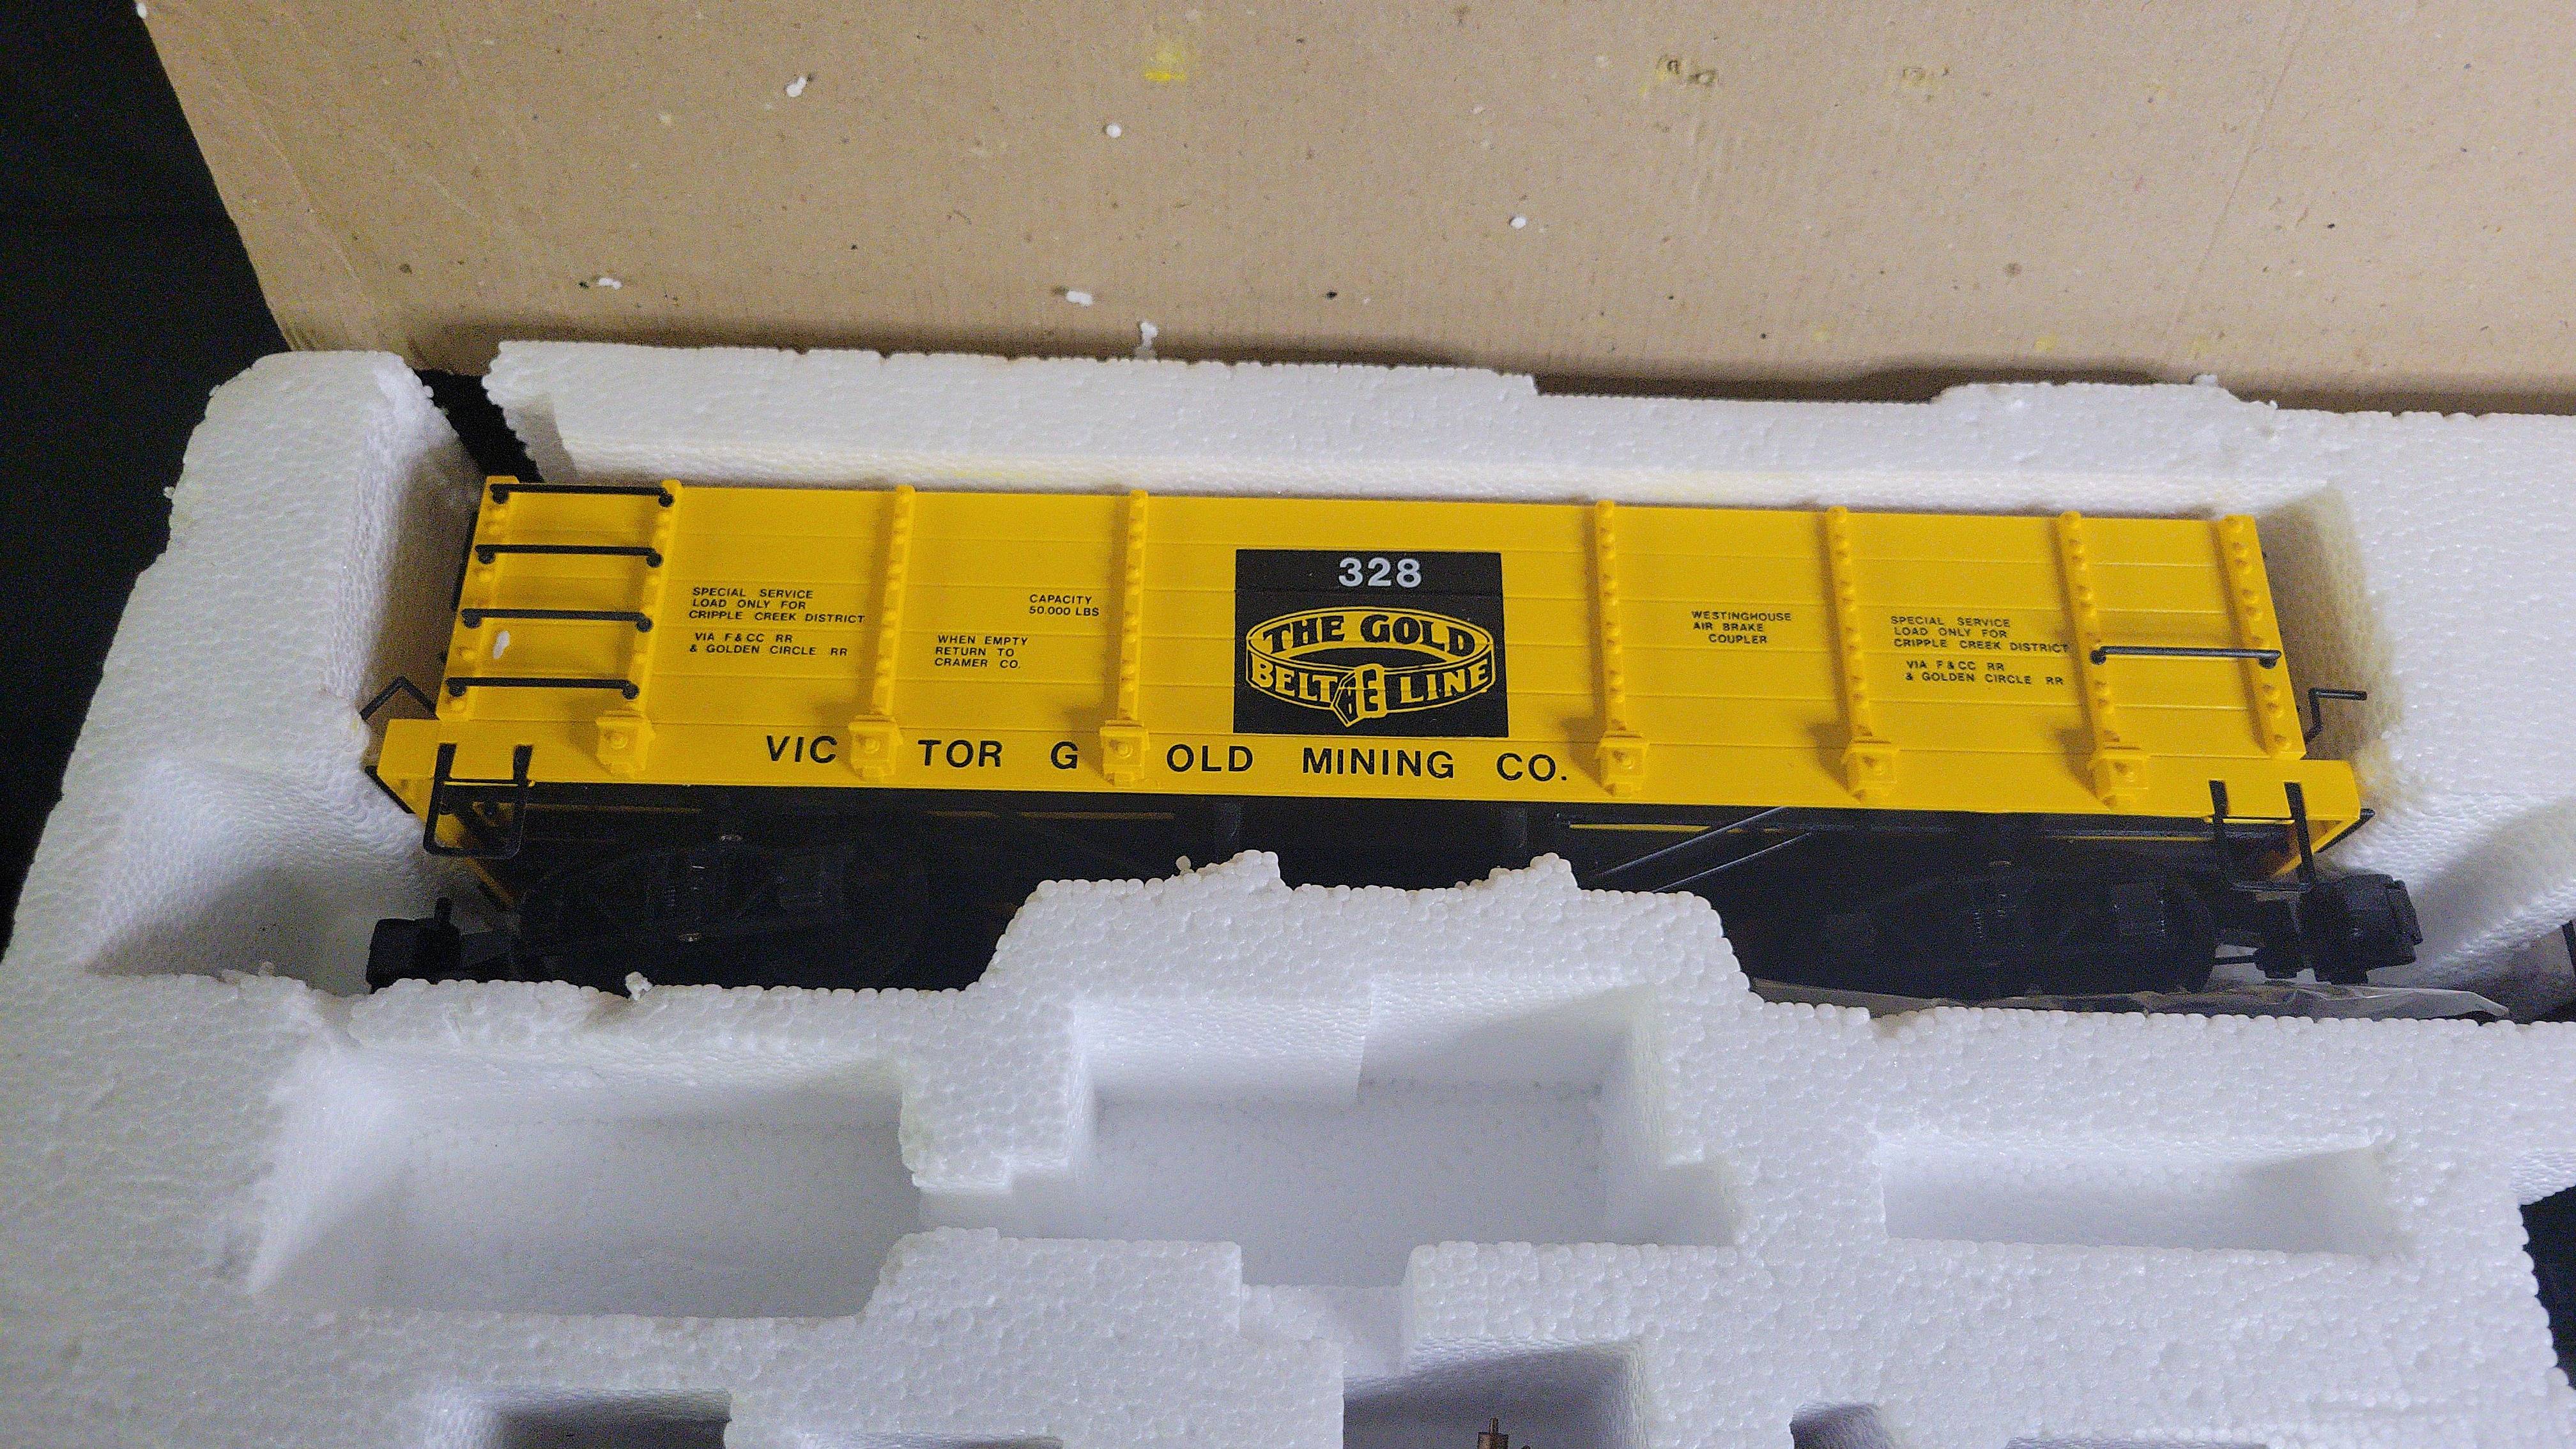 328
THE GOLD
BELT LINE
SPECIAL SERVICE
LOAD ONLY FOR
CRIPPLE CREEK DISTRICT
VIA F&CC RR
& GOLDEN CIRCLE RR
CAPACITY
50.000 LBS
WHEN EMPTY
RETURN TO
CRAMER CO.
WESTINGHOUSE
AIR BRAKE
COUPLER
SPECIAL SERVICE
LOAD ONLY FOR
CRIPPLE CREEK DISTRICT
VIA F&CC RR
& GOLDEN CIRCLE RR
VIC TOR G OLD MINING CO.